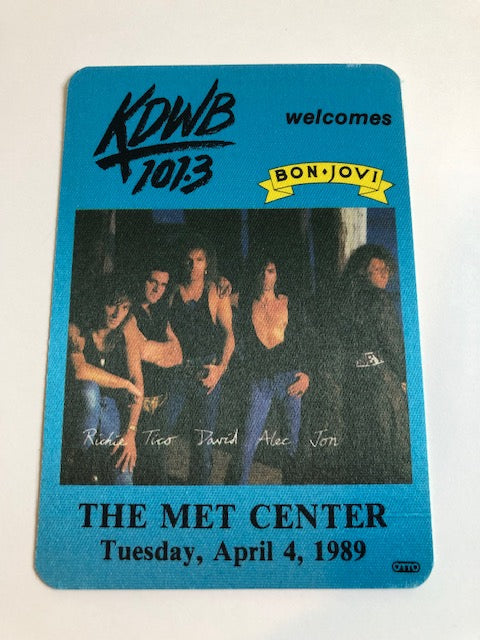 KDWB
101.3
welcomes
BON•JOVI
Richie Tico David Alec Jon
THE MET CENTER
Tuesday, April 4, 1989
OTTO